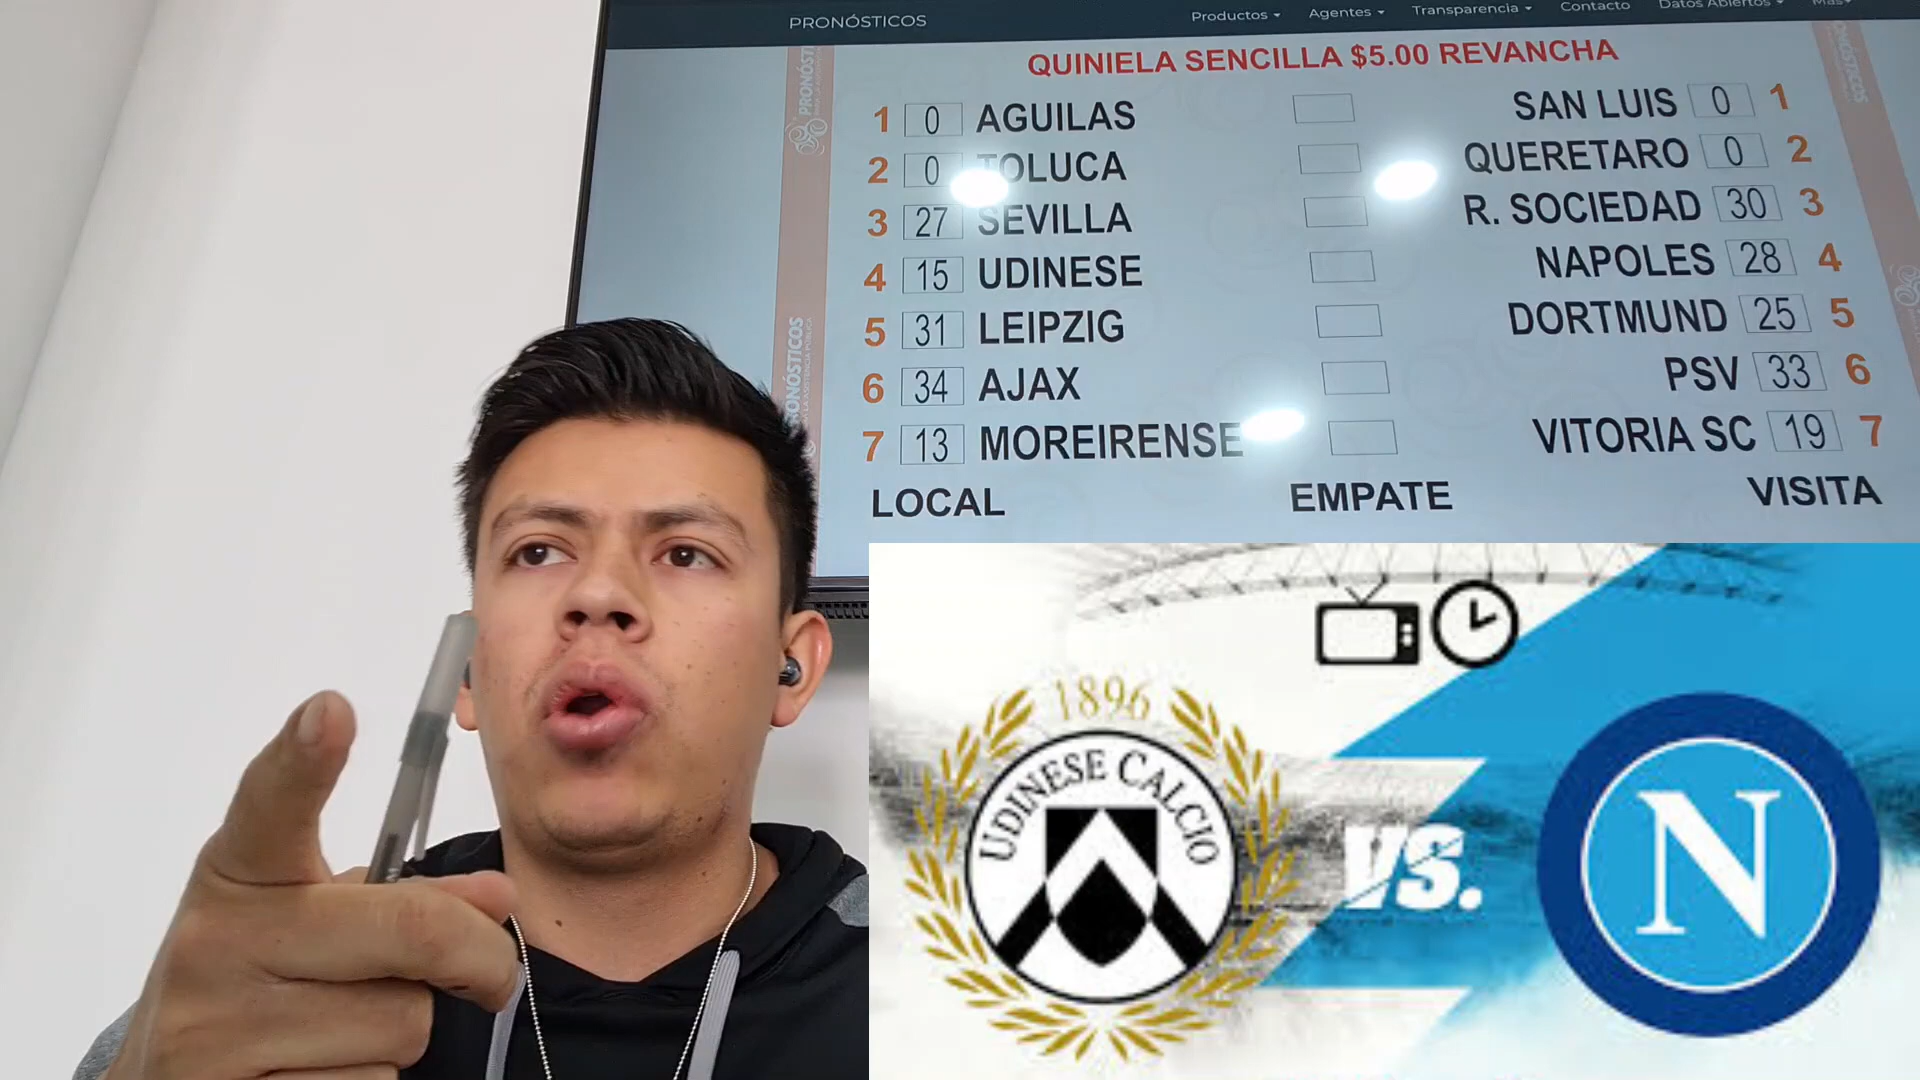 PRONÓSTICOS
Productos
Agentes
Transparencia
Contacto
Datos Abiertos
Más
QUINIELA SENCILLA $5.00 REVANCHA
1 0 AGUILAS SAN LUIS 0 1
2 0 TOLUCA QUERETARO 0 2
3 27 SEVILLA R. SOCIEDAD 30 3
4 15 UDINESE NAPOLES 28 4
5 31 LEIPZIG DORTMUND 25 5
6 34 AJAX PSV 33 6
7 13 MOREIRENSE VITORIA SC 19 7
LOCAL EMPATE VISITA
PRONÓSTICOS
1896
UDINESE CALCIO
VS.
N